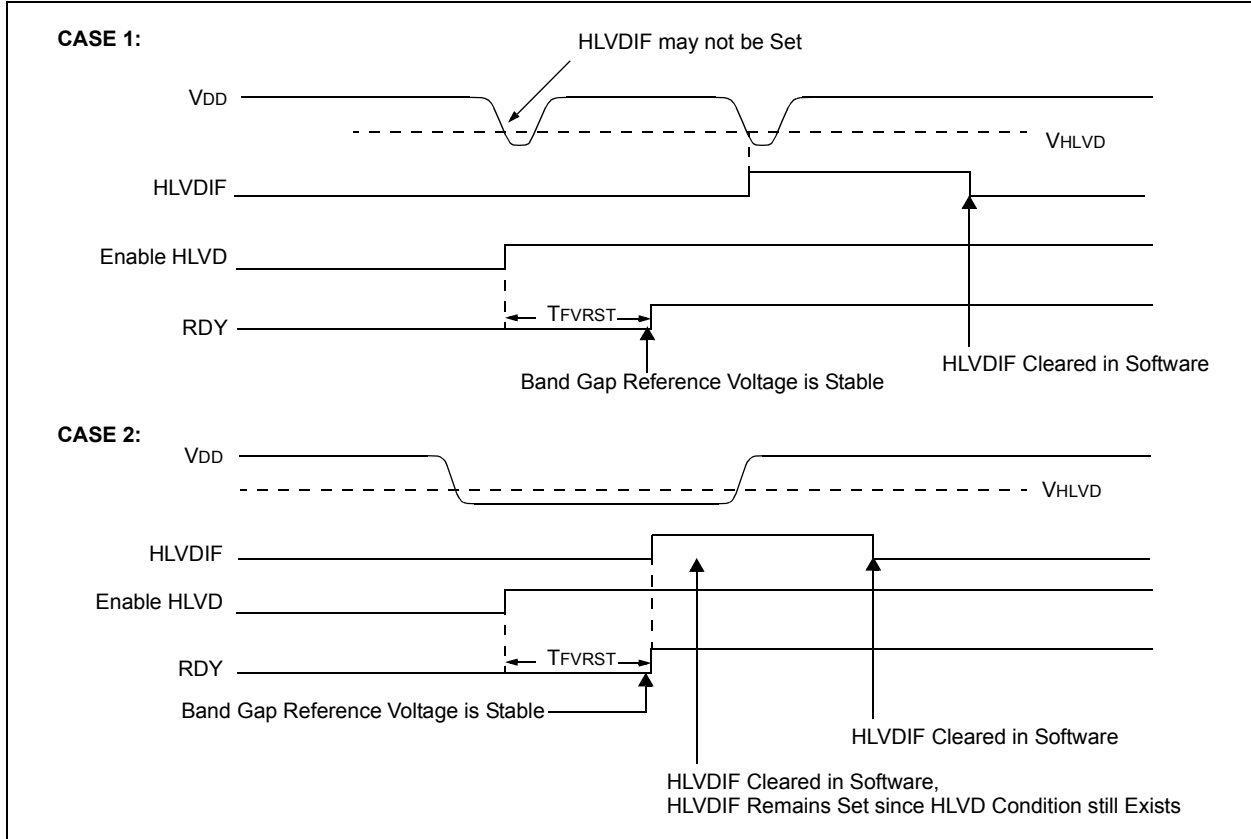 CASE 1:
HLVDIF may not be Set
VDD
VHLVD
HLVDIF
Enable HLVD
TFVRST
RDY
HLVDIF Cleared in Software
Band Gap Reference Voltage is Stable
CASE 2:
VDD
VHLVD
HLVDIF
Enable HLVD
TFVRST
RDY
Band Gap Reference Voltage is Stable
HLVDIF Cleared in Software
HLVDIF Cleared in Software,
HLVDIF Remains Set since HLVD Condition still Exists